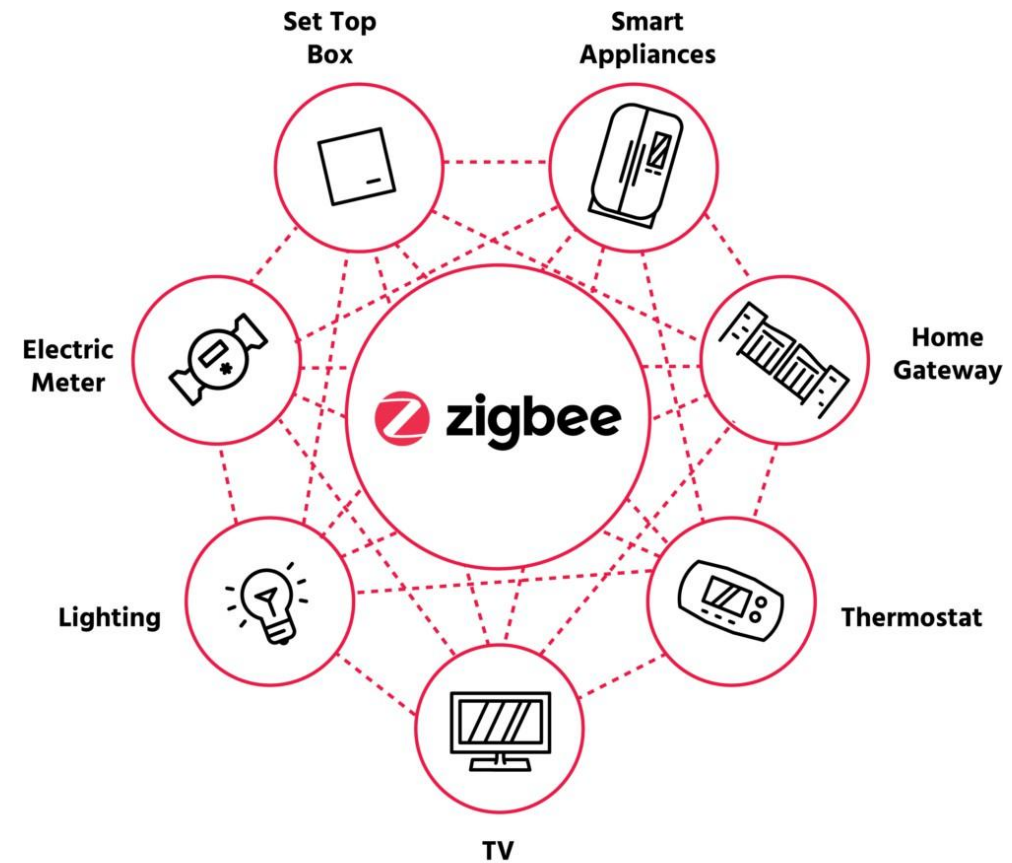 Set Top
Box
Smart
Appliances
Electric
Meter
Home
Gateway
zigbee
Lighting
Thermostat
TV